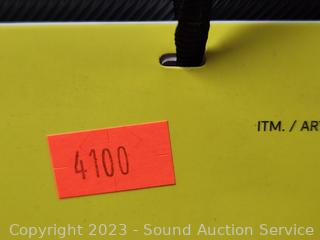 ITM. / AR
4100
Copyright 2023 - Sound Auction Service